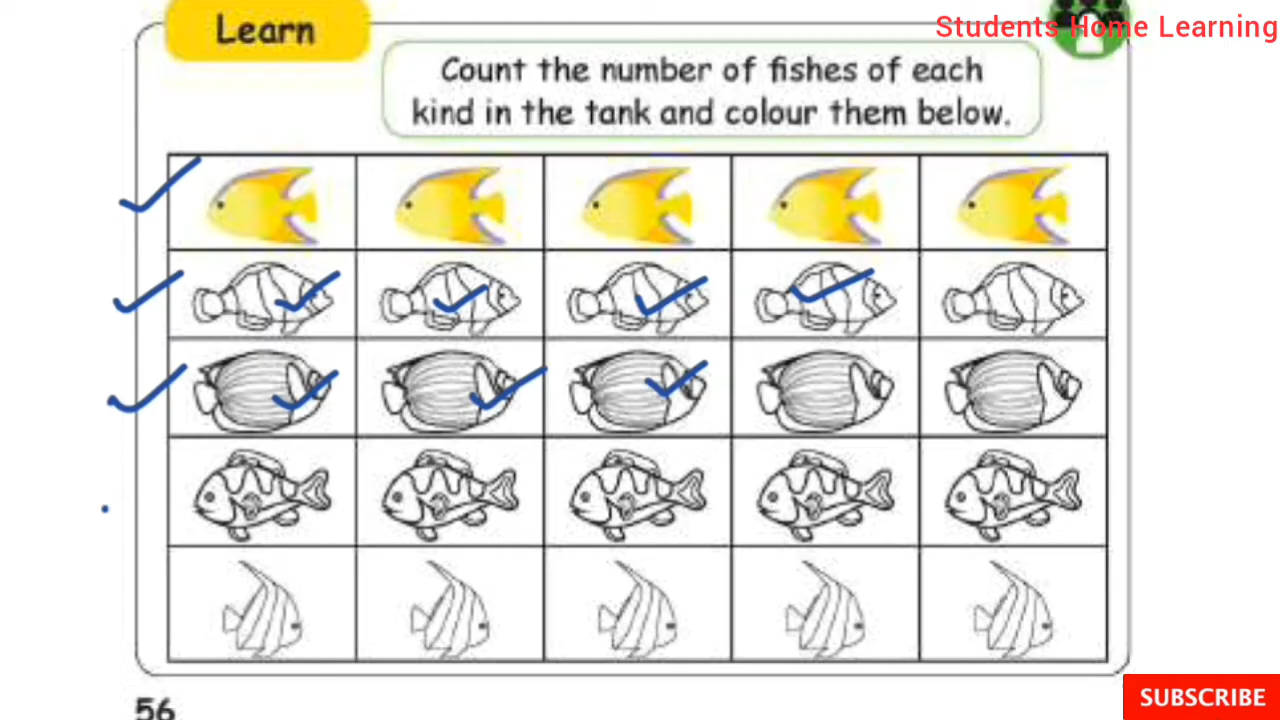 Learn
Students Home Learning
Count the number of fishes of each
kind in the tank and colour them below.
56
SUBSCRIBE